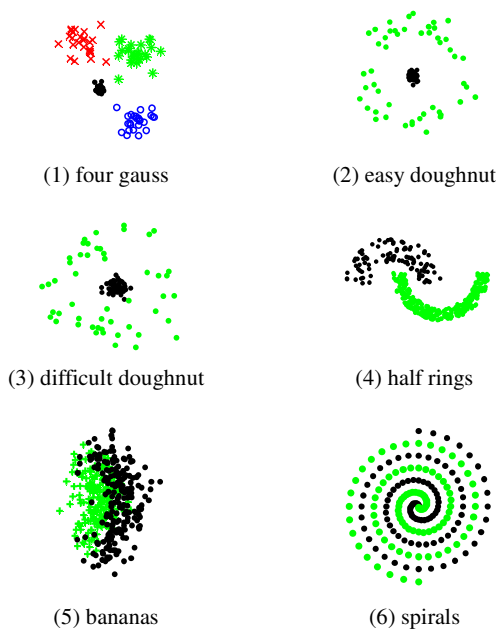 (1) four gauss
(2) easy doughnut
(3) difficult doughnut
(4) half rings
(5) bananas
(6) spirals